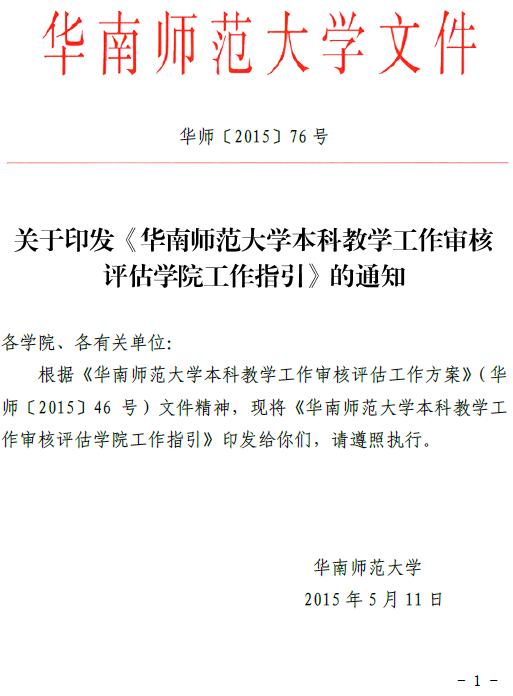 华南师范大学文件
华师〔2015〕76 号
关于印发《华南师范大学本科教学工作审核
评估学院工作指引》的通知
各学院、各有关单位:
根据《华南师范大学本科教学工作审核评估工作方案》（华
师〔2015〕46 号）文件精神，现将《华南师范大学本科教学工
作审核评估学院工作指引》印发给你们，请遵照执行。
华南师范大学
2015 年 5 月 11 日
- 1 -